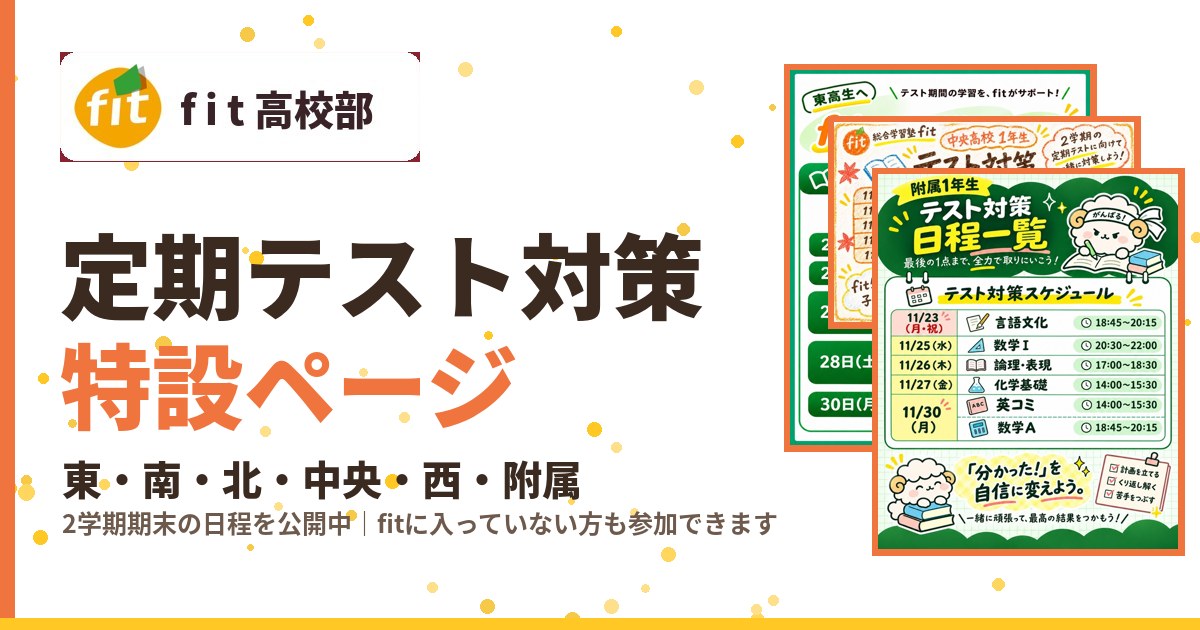 fit
fit高校部
定期テスト対策
特設ページ
東・南・北・中央・西・附属
2学期期末の日程を公開中｜fitに入っていない方も参加できます
東高生へ
テスト期間の学習を、fitがサポート！
28日(土
30日(月
fit
総合学習塾fit
中央高校1年生
2学期の
定期テストに向けて
一緒に対策しよう！
テスト対策
附属1年生
テスト対策
日程一覧
最後の1点まで、全力で取りにいこう！
がんばる！
テスト対策スケジュール
11/23
(月・祝)
言語文化
18:45〜20:15
11/25(水)
数学Ⅰ
20:30〜22:00
11/26(木)
論理・表現
17:00〜18:30
11/27(金)
化学基礎
14:00〜15:30
11/30
(月)
ABC
英コミ
14:00〜15:30
数学A
18:45〜20:15
「分かった！」を
自信に変えよう。
計画を立てる
くり返し解く
苦手をつぶす
一緒に頑張って、最高の結果をつかもう！